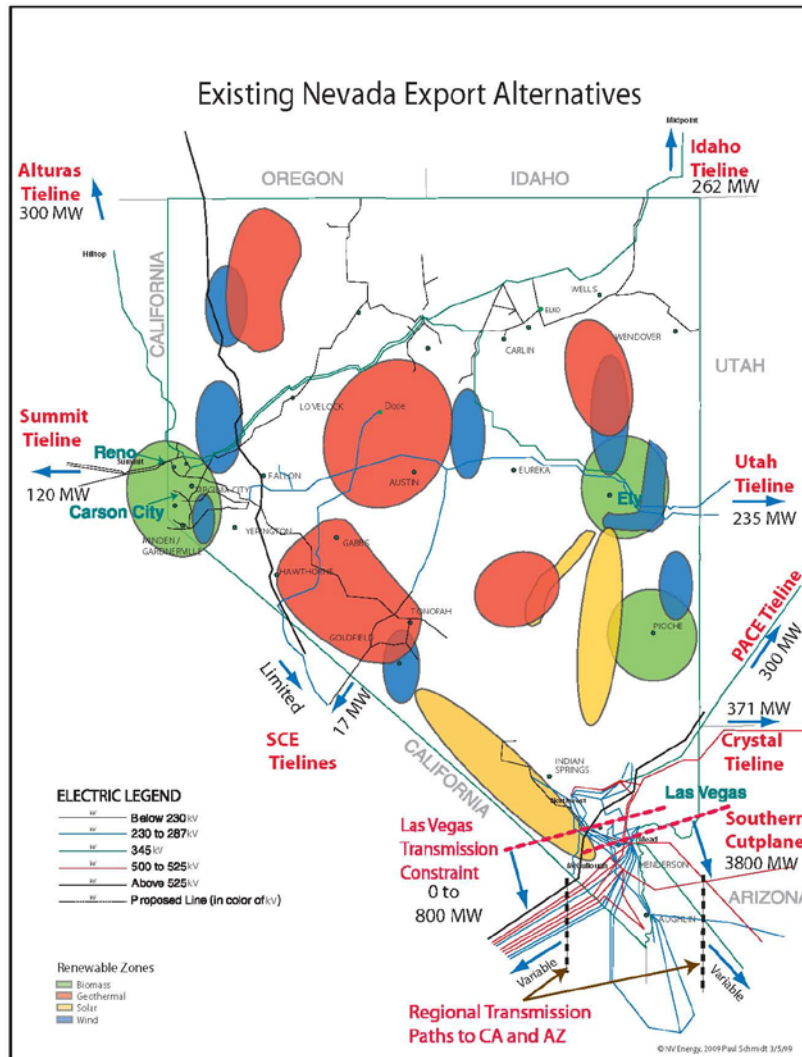 Existing Nevada Export Alternatives
Midpoint
Alturas
Tieline
300 MW
OREGON
IDAHO
Idaho
Tieline
262 MW
Hilltop
CALIFORNIA
WELLS
ELKO
CARLIN
WENDOVER
UTAH
LOVELOCK
Dixie
Summit
Tieline
120 MW
Reno
Summit
VIRGINIA CITY
Carson City
FALLON
AUSTIN
EUREKA
Ely
Utah
Tieline
235 MW
MINDEN/
GARDNERVILLE
YERINGTON
GABBS
HAWTHORNE
TONOPAH
GOLDFIELD
PIOCHE
PACE Tieline
300 MW
Limited
17 MW
SCE
Tielines
CALIFORNIA
371 MW
Crystal
Tieline
INDIAN
SPRINGS
Las Vegas
Las Vegas
Transmission
Constraint
0 to
800 MW
Mead
McCullough
HENDERSON
Southern
Cutplane
3800 MW
ARIZONA
LAUGHLIN
Variable
Variable
Regional Transmission
Paths to CA and AZ
ELECTRIC LEGEND
Below 230kV
230 to 287kV
345kV
500 to 525kV
Above 525kV
Proposed Line (in color of kV)
Renewable Zones
Biomass
Geothermal
Solar
Wind
© NV Energy, 2009 Paul Schmidt 3/5/09